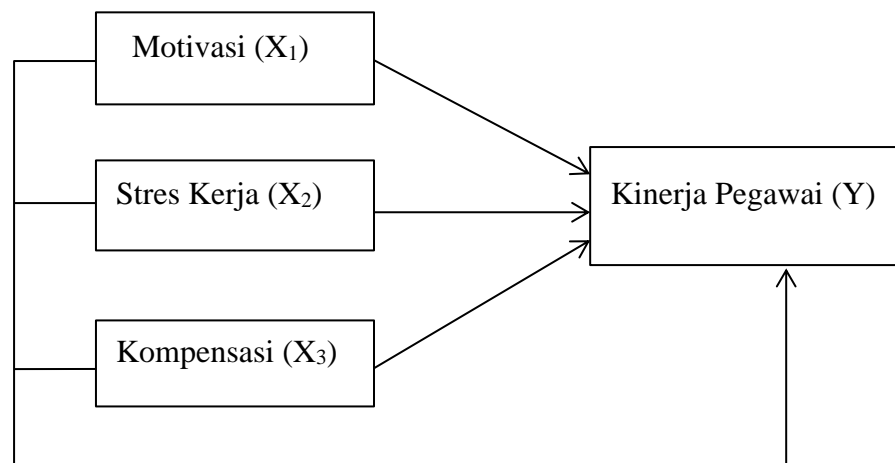 Motivasi (X₁)
Stres Kerja (X₂)
Kinerja Pegawai (Y)
Kompensasi (X₃)